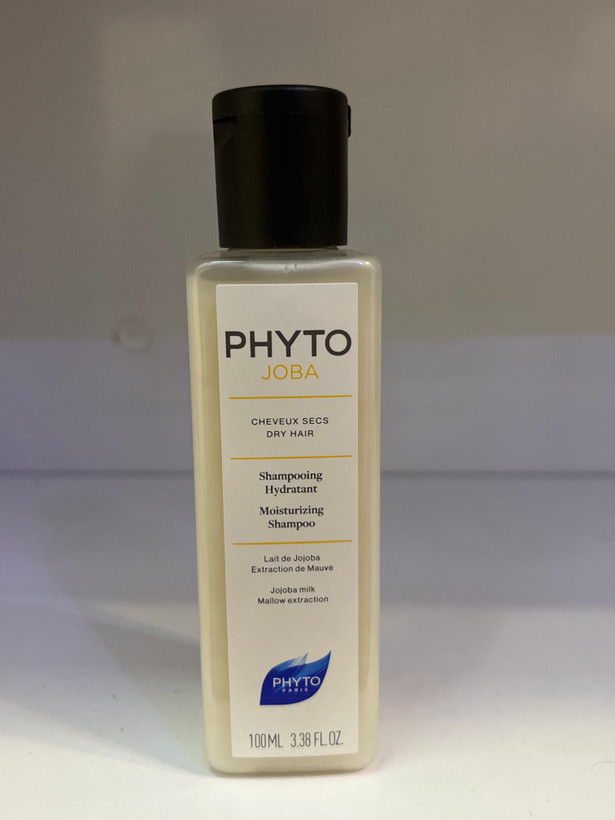 PHYTO
JOBA
CHEVEUX SECS
DRY HAIR
Shampooing
Hydratant
Moisturizing
Shampoo
Lait de Jojoba
Extraction de Mauve
Jojoba milk
Mallow extraction
PHYTO
PARIS
100ML 3.38 FL.OZ.